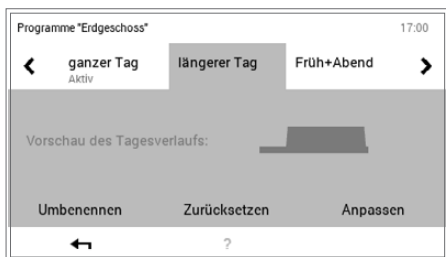 Programme "Erdgeschoss" 17:00
ganzer Tag längerer Tag Früh+Abend
Aktiv
Vorschau des Tagesverlaufs:
Umbenennen Zurücksetzen Anpassen
?